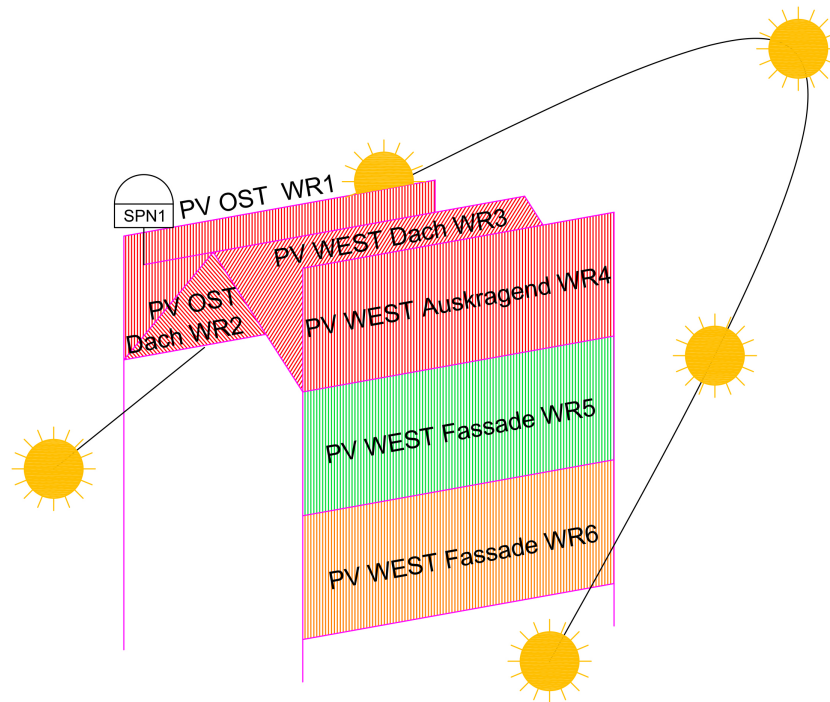 PV OST  WR1
SPN1
PV WEST Dach WR3
PV OST
Dach WR2
PV WEST Auskragend WR4
PV WEST Fassade WR5
PV WEST Fassade WR6